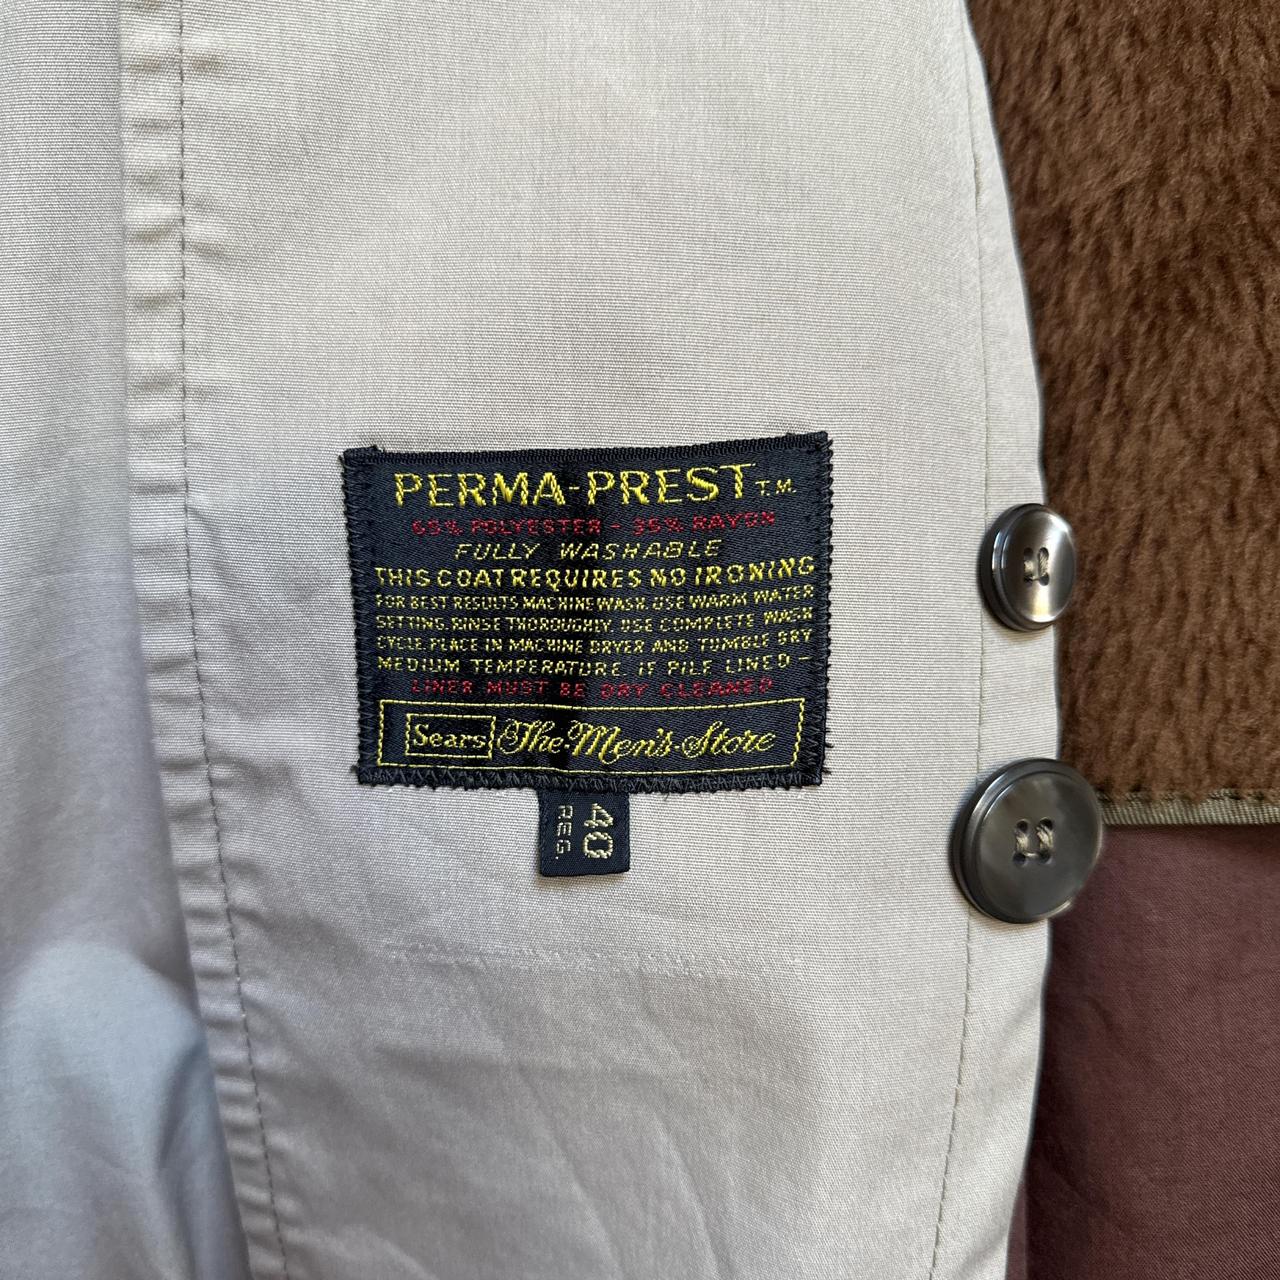 PERMA-PREST T.M.
65% POLYESTER - 35% RAYON
FULLY WASHABLE
THIS COAT REQUIRES NO IRONING
FOR BEST RESULTS MACHINE WASH. USE WARM WATER
SETTING. RINSE THOROUGHLY. USE COMPLETE WASH
CYCLE. PLACE IN MACHINE DRYER AND TUMBLE DRY
MEDIUM TEMPERATURE. IF PILE LINED -
LINER MUST BE DRY CLEANED
Sears The Men's Store
40
REG.